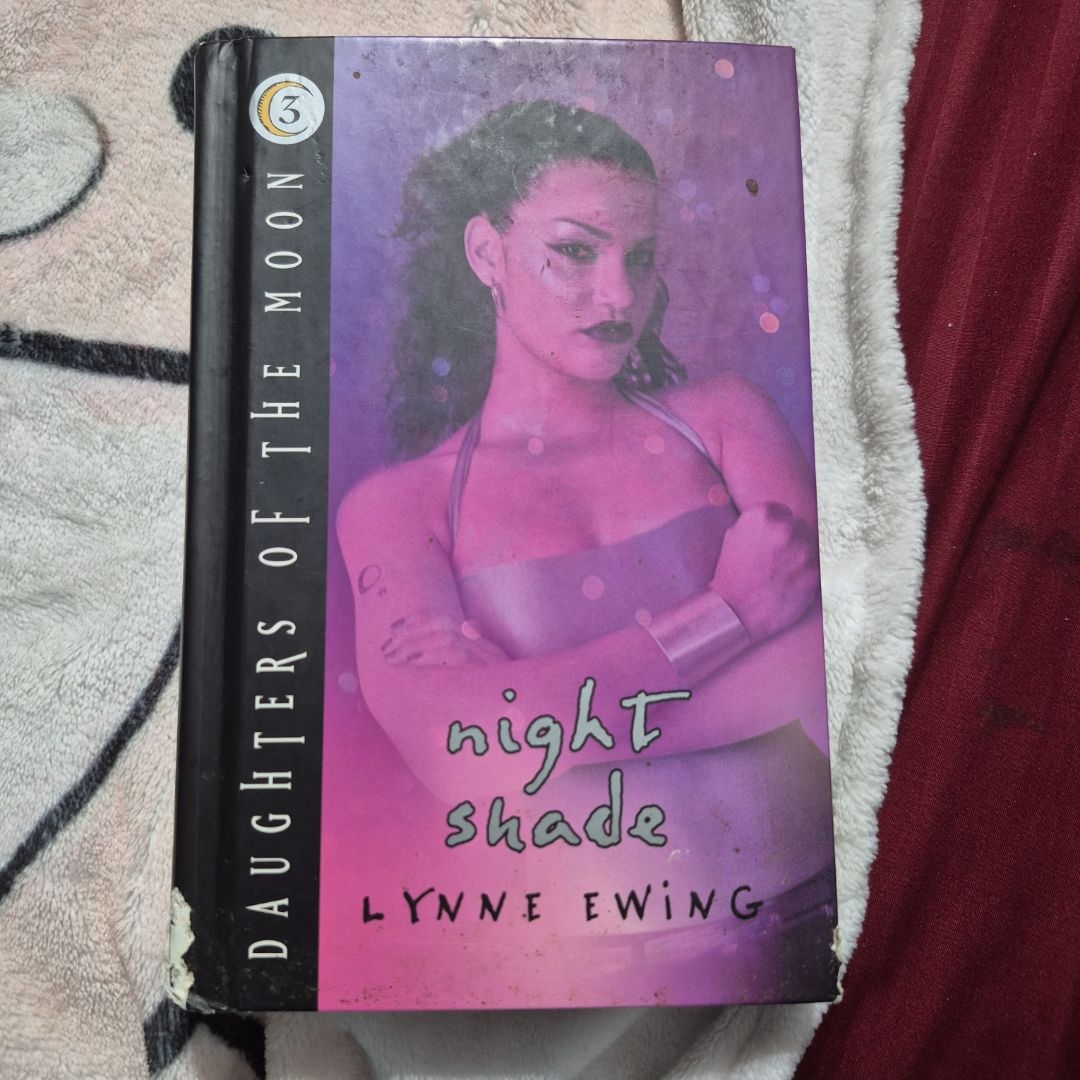 3
DAUGHTERS OF THE MOON
night
shade
LYNNE EWING